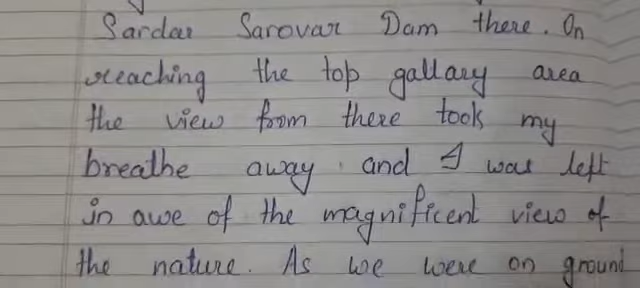 Sardar Sarovar Dam there. On
reaching the top gallary area
the view from there took my
breathe away and I was left
in awe of the magnificent view of
the nature. As we were on ground